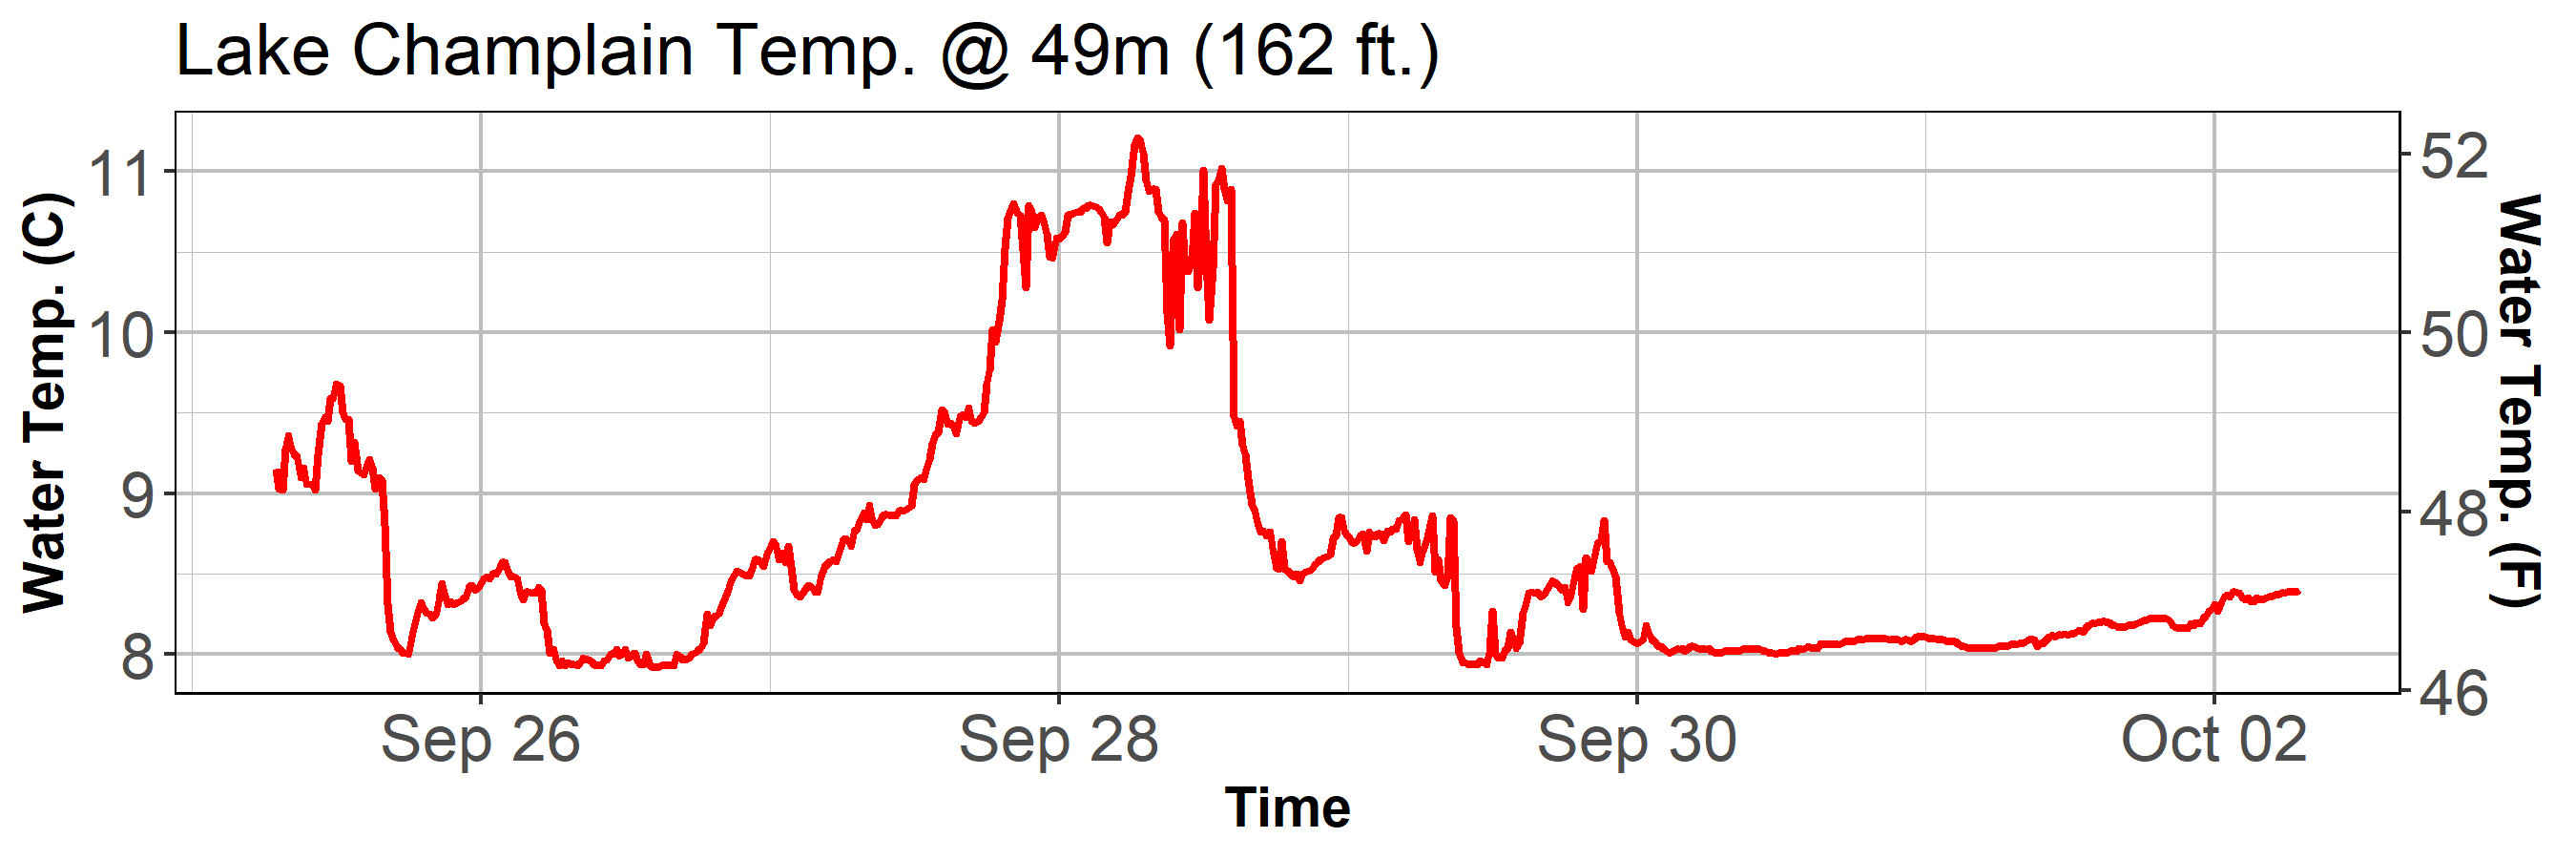 Lake Champlain Temp. @ 49m (162 ft.)
Water Temp. (C)
11
10
9
8
52
50
48
46
Water Temp. (F)
Sep 26
Sep 28
Sep 30
Oct 02
Time